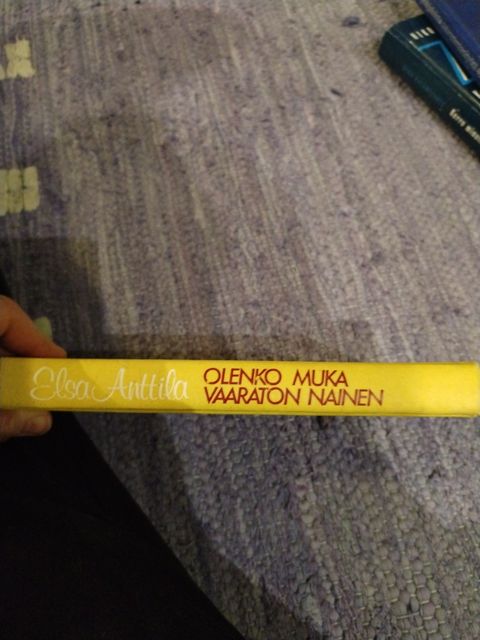 Elsa Anttila
OLENKO MUKA
VAARATON NAINEN